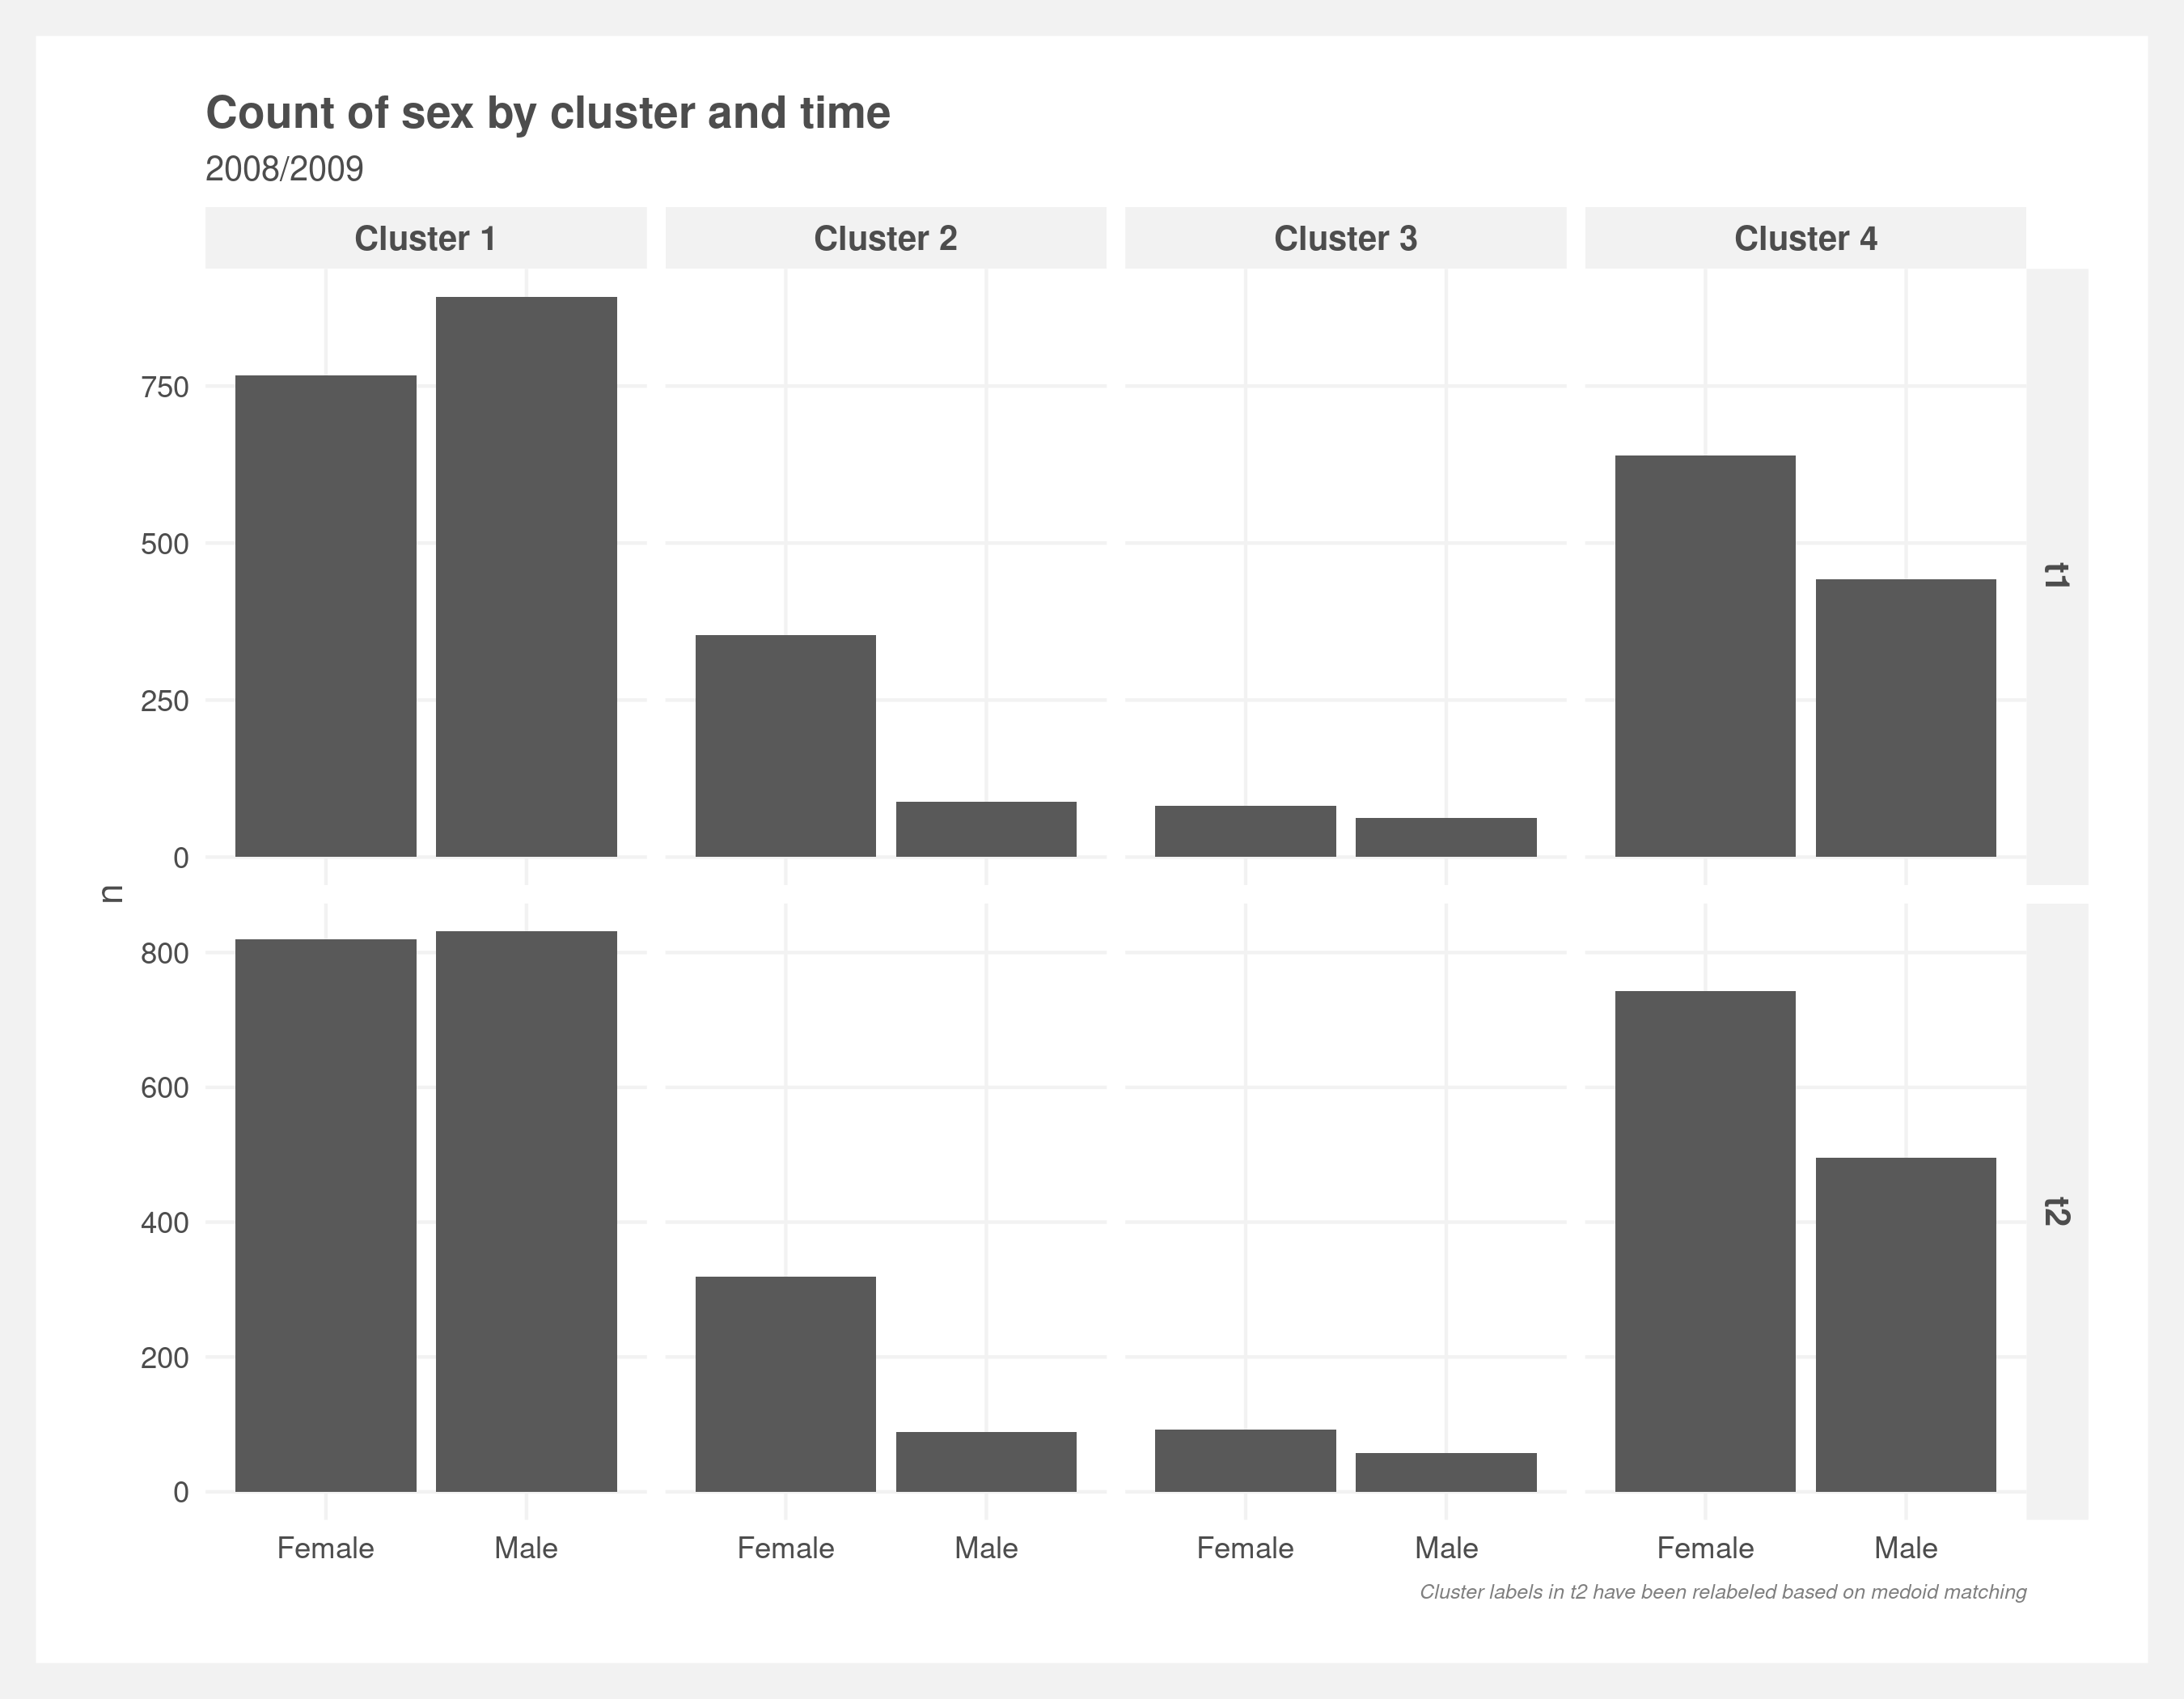 Count of sex by cluster and time
2008/2009
Cluster 1 Cluster 2 Cluster 3 Cluster 4
750
500
250
0
t1
n
800
600
400
200
0
t2
Female Male Female Male Female Male Female Male
Cluster labels in t2 have been relabeled based on medoid matching